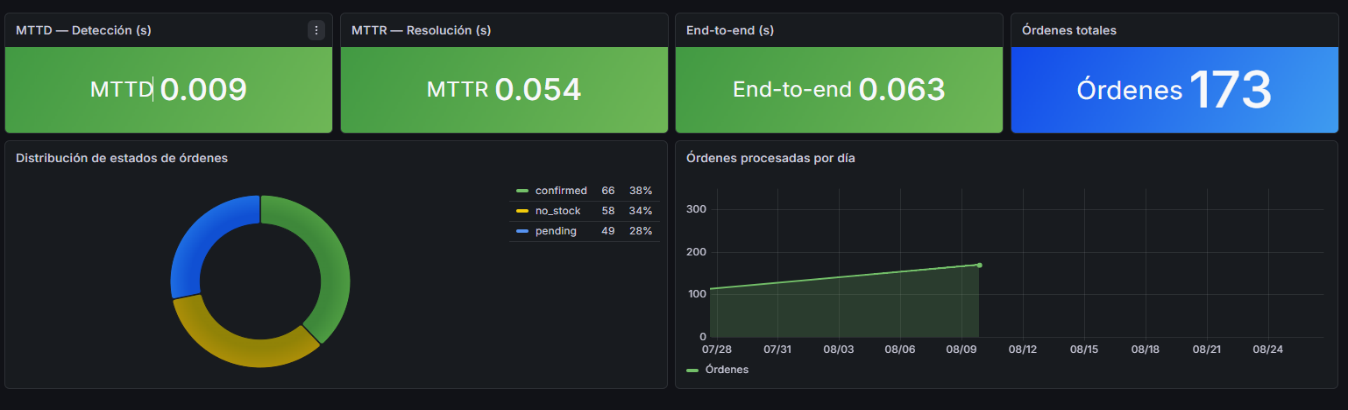 MTTD — Detección (s)
MTTD 0.009
MTTR — Resolución (s)
MTTR 0.054
End-to-end (s)
End-to-end 0.063
Órdenes totales
Órdenes 173
Distribución de estados de órdenes
confirmed 66 38%
no_stock 58 34%
pending 49 28%
Órdenes procesadas por día
300
200
100
0
07/28 07/31 08/03 08/06 08/09 08/12 08/15 08/18 08/21 08/24
Órdenes